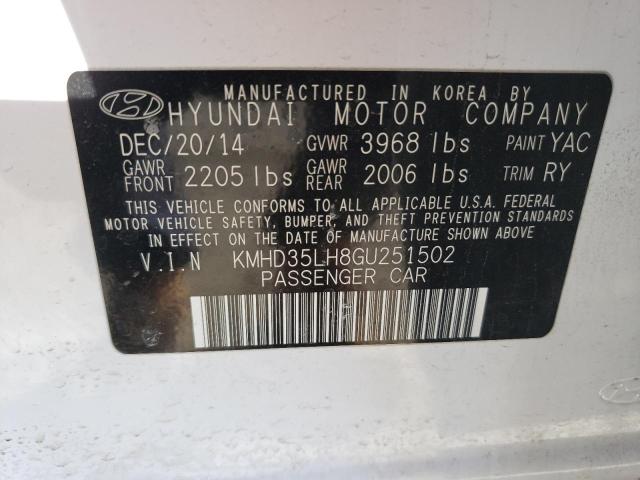 MANUFACTURED IN KOREA BY
HYUNDAI MOTOR COMPANY
DEC/20/14 GVWR 3968 lbs PAINT YAC
GAWR FRONT 2205 lbs GAWR REAR 2006 lbs TRIM RY
THIS VEHICLE CONFORMS TO ALL APPLICABLE U.S.A. FEDERAL
MOTOR VEHICLE SAFETY, BUMPER, AND THEFT PREVENTION STANDARDS
IN EFFECT ON THE DATE OF MANUFACTURE SHOWN ABOVE.
V.I.N KMHD35LH8GU251502
PASSENGER CAR